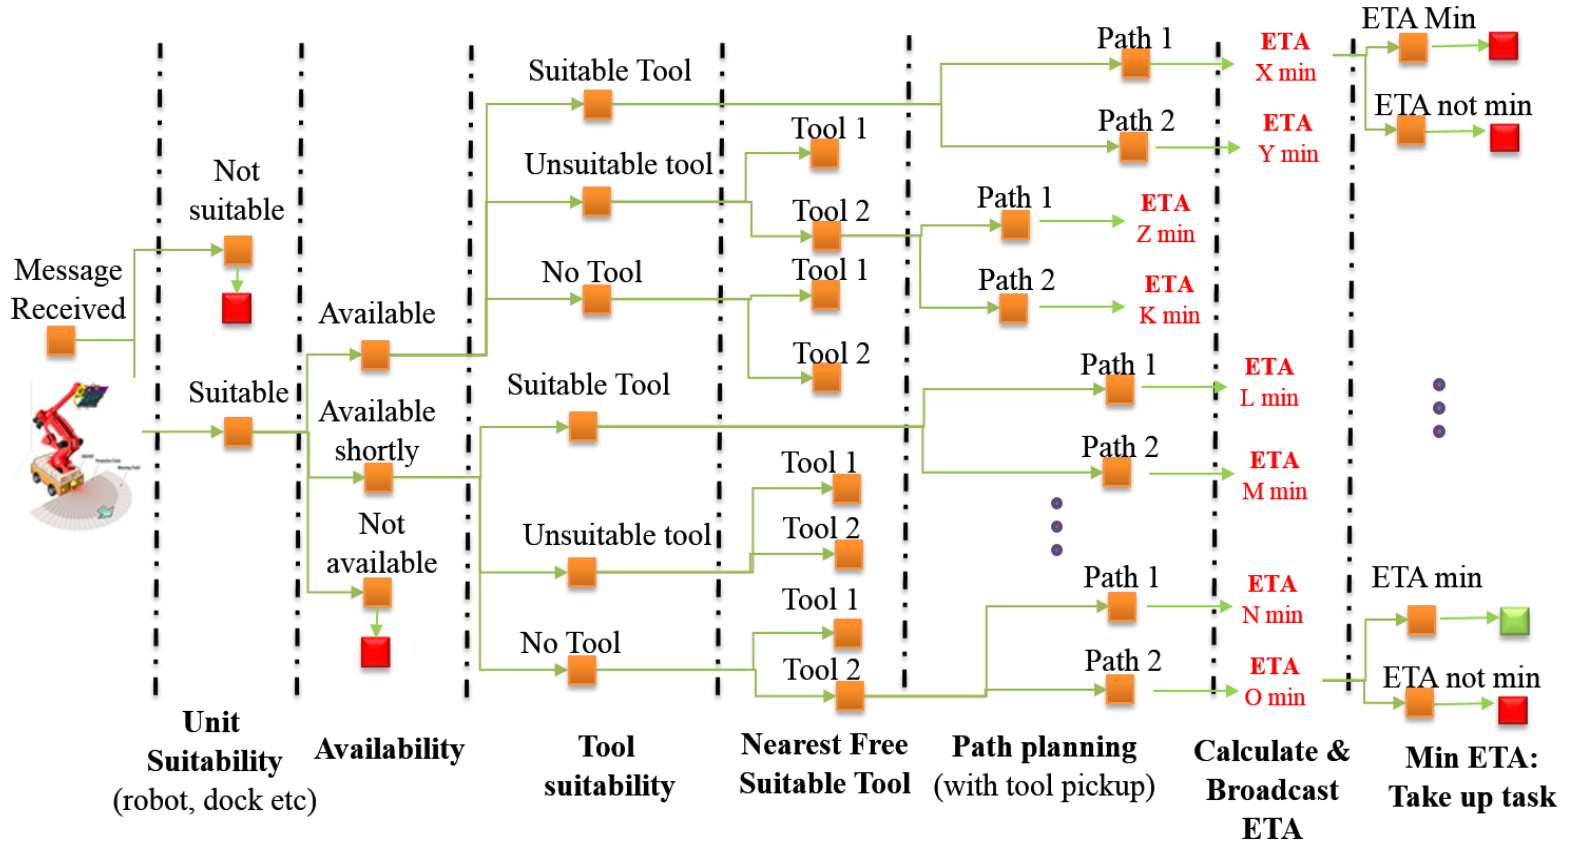 Message
Received
Not
suitable
Suitable
Available
Available
shortly
Not
available
Suitable Tool
Unsuitable tool
No Tool
Suitable Tool
Unsuitable tool
No Tool
Tool 1
Tool 2
Tool 1
Tool 2
Tool 1
Tool 2
Tool 1
Tool 2
Path 1
Path 2
Path 1
Path 2
Path 1
Path 2
Path 1
Path 2
ETA
X min
ETA
Y min
ETA
Z min
ETA
K min
ETA
L min
ETA
M min
ETA
N min
ETA
O min
ETA Min
ETA not min
ETA min
ETA not min
Unit
Suitability
(robot, dock etc)
Availability
Tool
suitability
Nearest Free
Suitable Tool
Path planning
(with tool pickup)
Calculate &
Broadcast
ETA
Min ETA:
Take up task